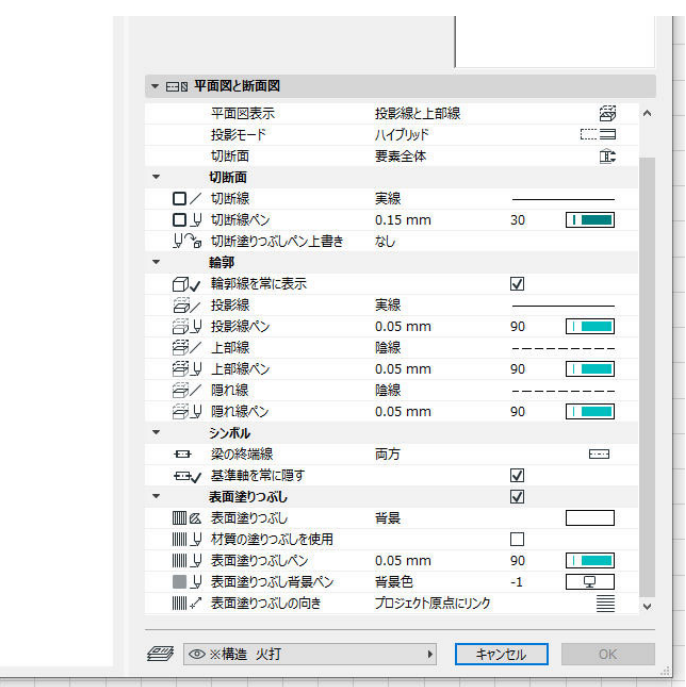 平面図と断面図
平面図表示 投影線と上部線
投影モード ハイブリッド
切断面 要素全体
切断面
切断線 実線
切断線ペン 0.15 mm 30
切断塗りつぶしペン上書き なし
輪郭
輪郭線を常に表示
投影線 実線
投影線ペン 0.05 mm 90
上部線 陰線
上部線ペン 0.05 mm 90
隠れ線 陰線
隠れ線ペン 0.05 mm 90
シンボル
梁の終端線 両方
基準軸を常に隠す
表面塗りつぶし
表面塗りつぶし 背景
材質の塗りつぶしを使用
表面塗りつぶしペン 0.05 mm 90
表面塗りつぶし背景ペン 背景色 -1
表面塗りつぶしの向き プロジェクト原点にリンク
※構造 火打 キャンセル OK